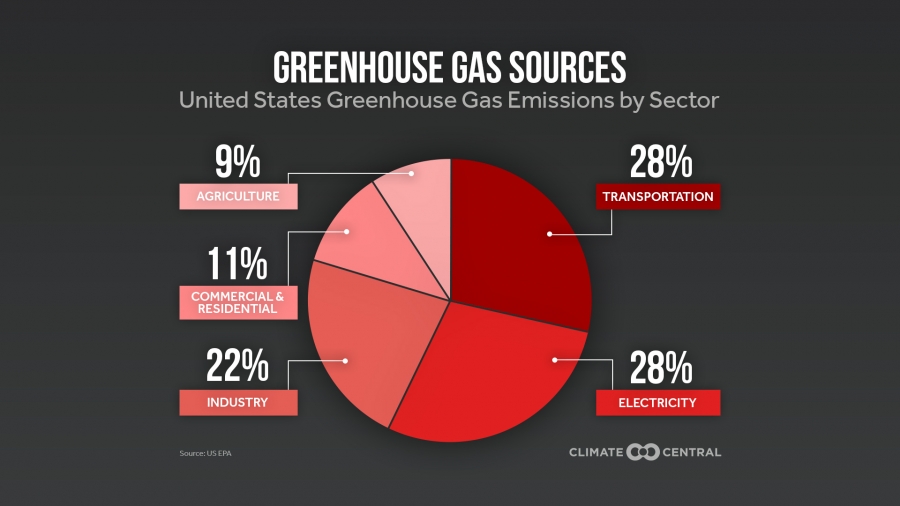 GREENHOUSE GAS SOURCES
United States Greenhouse Gas Emissions by Sector
9%
AGRICULTURE
11%
COMMERCIAL &
RESIDENTIAL
22%
INDUSTRY
28%
TRANSPORTATION
28%
ELECTRICITY
Source: US EPA
CLIMATE CENTRAL